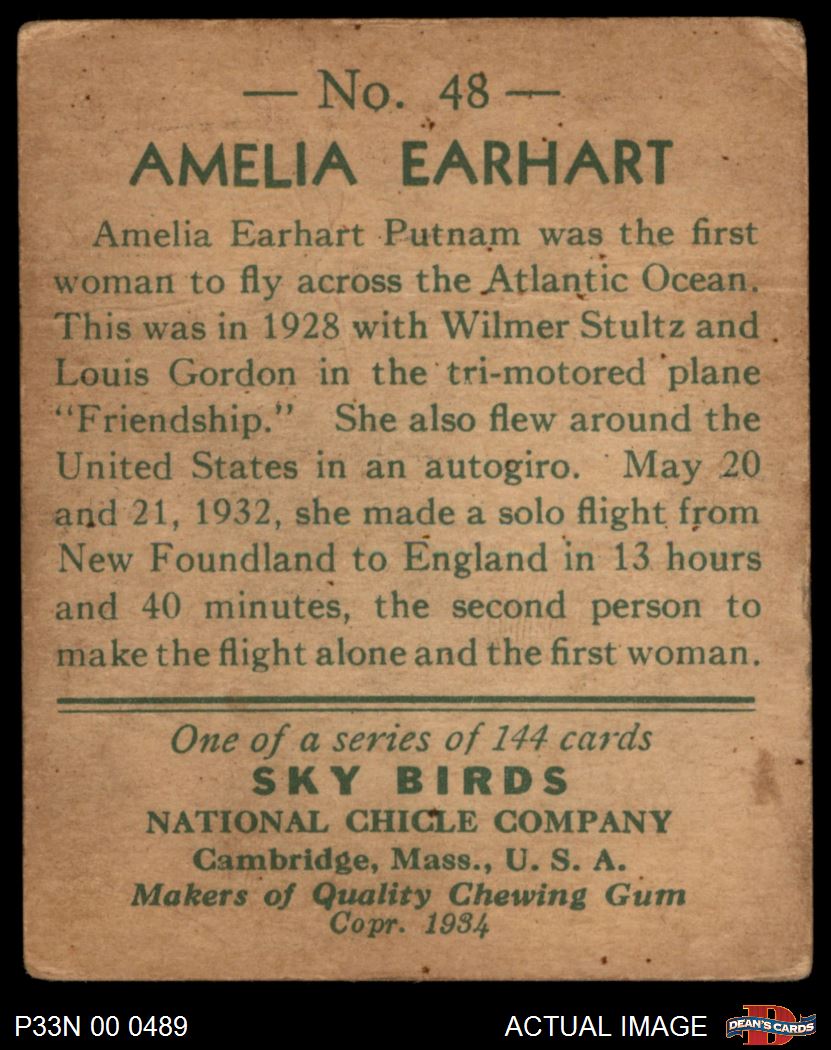 — No. 48 —
AMELIA EARHART
Amelia Earhart Putnam was the first
woman to fly across the Atlantic Ocean.
This was in 1928 with Wilmer Stultz and
Louis Gordon in the tri-motored plane
"Friendship." She also flew around the
United States in an autogiro. May 20
and 21, 1932, she made a solo flight from
New Foundland to England in 13 hours
and 40 minutes, the second person to
make the flight alone and the first woman.
One of a series of 144 cards
SKY BIRDS
NATIONAL CHICLE COMPANY
Cambridge, Mass., U. S. A.
Makers of Quality Chewing Gum
Copr. 1934
P33N 00 0489 ACTUAL IMAGE D DEAN'S CARDS